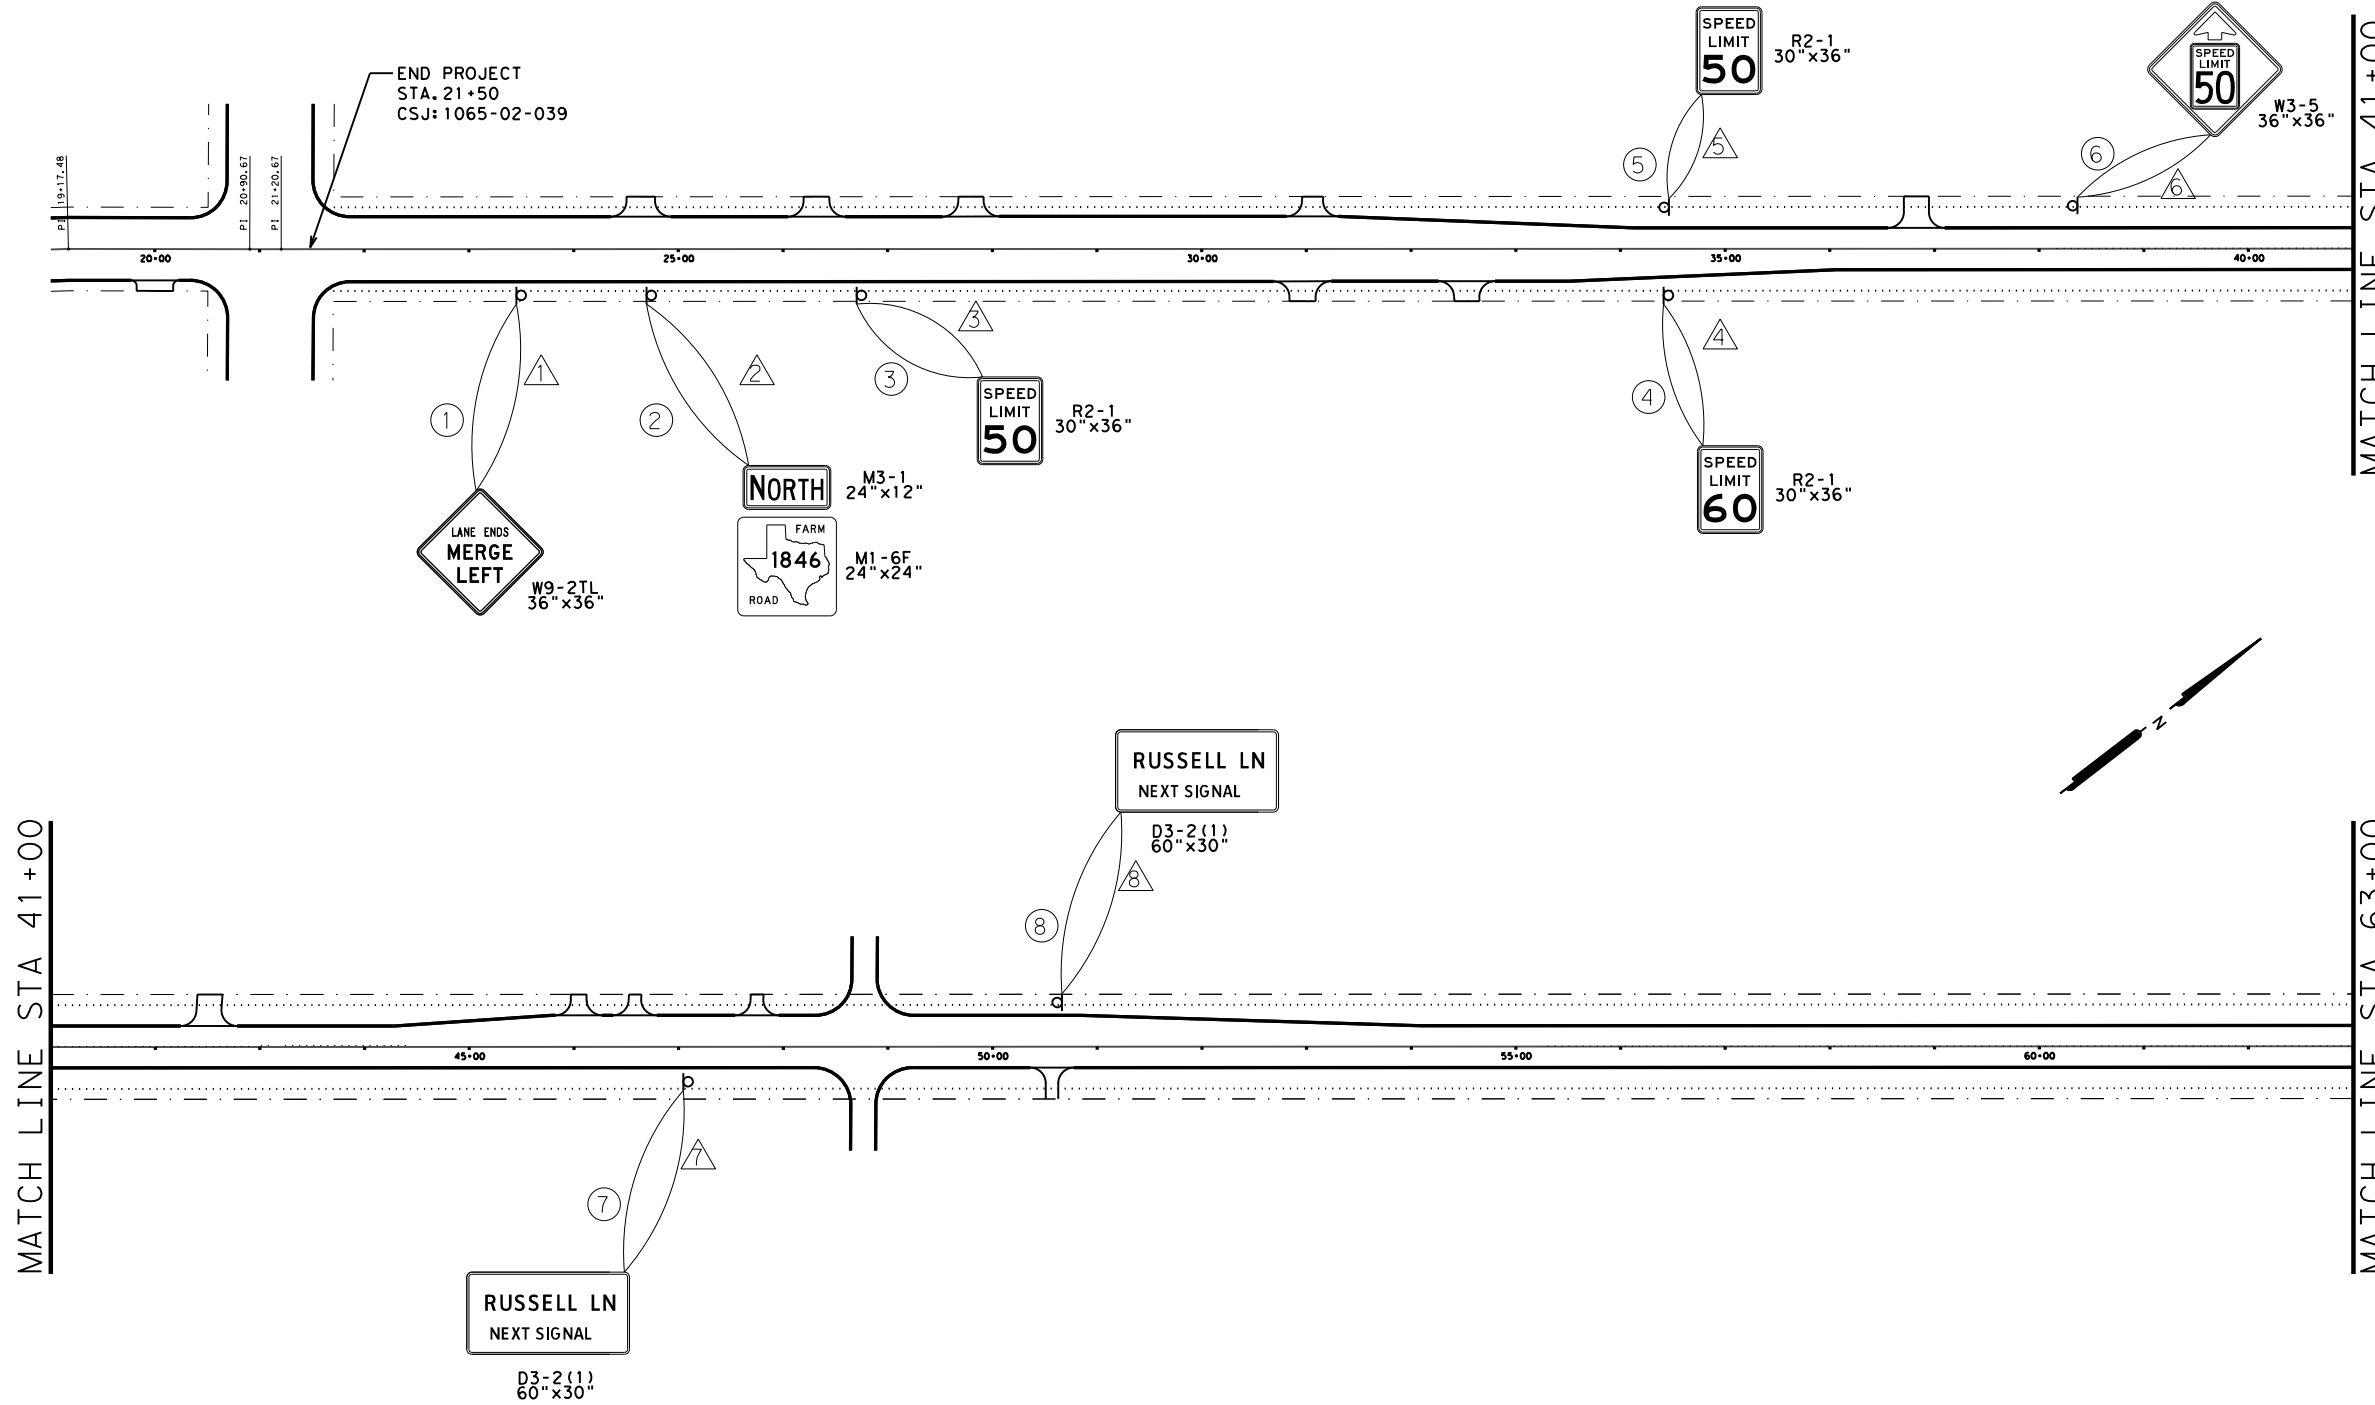 END PROJECT
STA. 21+50
CSJ: 1065-02-039
PI 19+17.48
PI 20+90.67
PI 21+20.67
SPEED
LIMIT
50
R2-1
30"x36"
5
5
SPEED
LIMIT
50
W3-5
36"x36"
6
6
MATCH LINE STA 41+00
20+00
25+00
30+00
35+00
40+00
1
1
2
2
3
3
4
4
LANE ENDS
MERGE
LEFT
W9-2TL
36"x36"
NORTH
M3-1
24"x12"
FARM
1846
ROAD
M1-6F
24"x24"
SPEED
LIMIT
50
R2-1
30"x36"
SPEED
LIMIT
60
R2-1
30"x36"
N
RUSSELL LN
NEXT SIGNAL
D3-2(1)
60"x30"
8
8
MATCH LINE STA 41+00
45+00
50+00
55+00
60+00
MATCH LINE STA 63+00
7
7
RUSSELL LN
NEXT SIGNAL
D3-2(1)
60"x30"